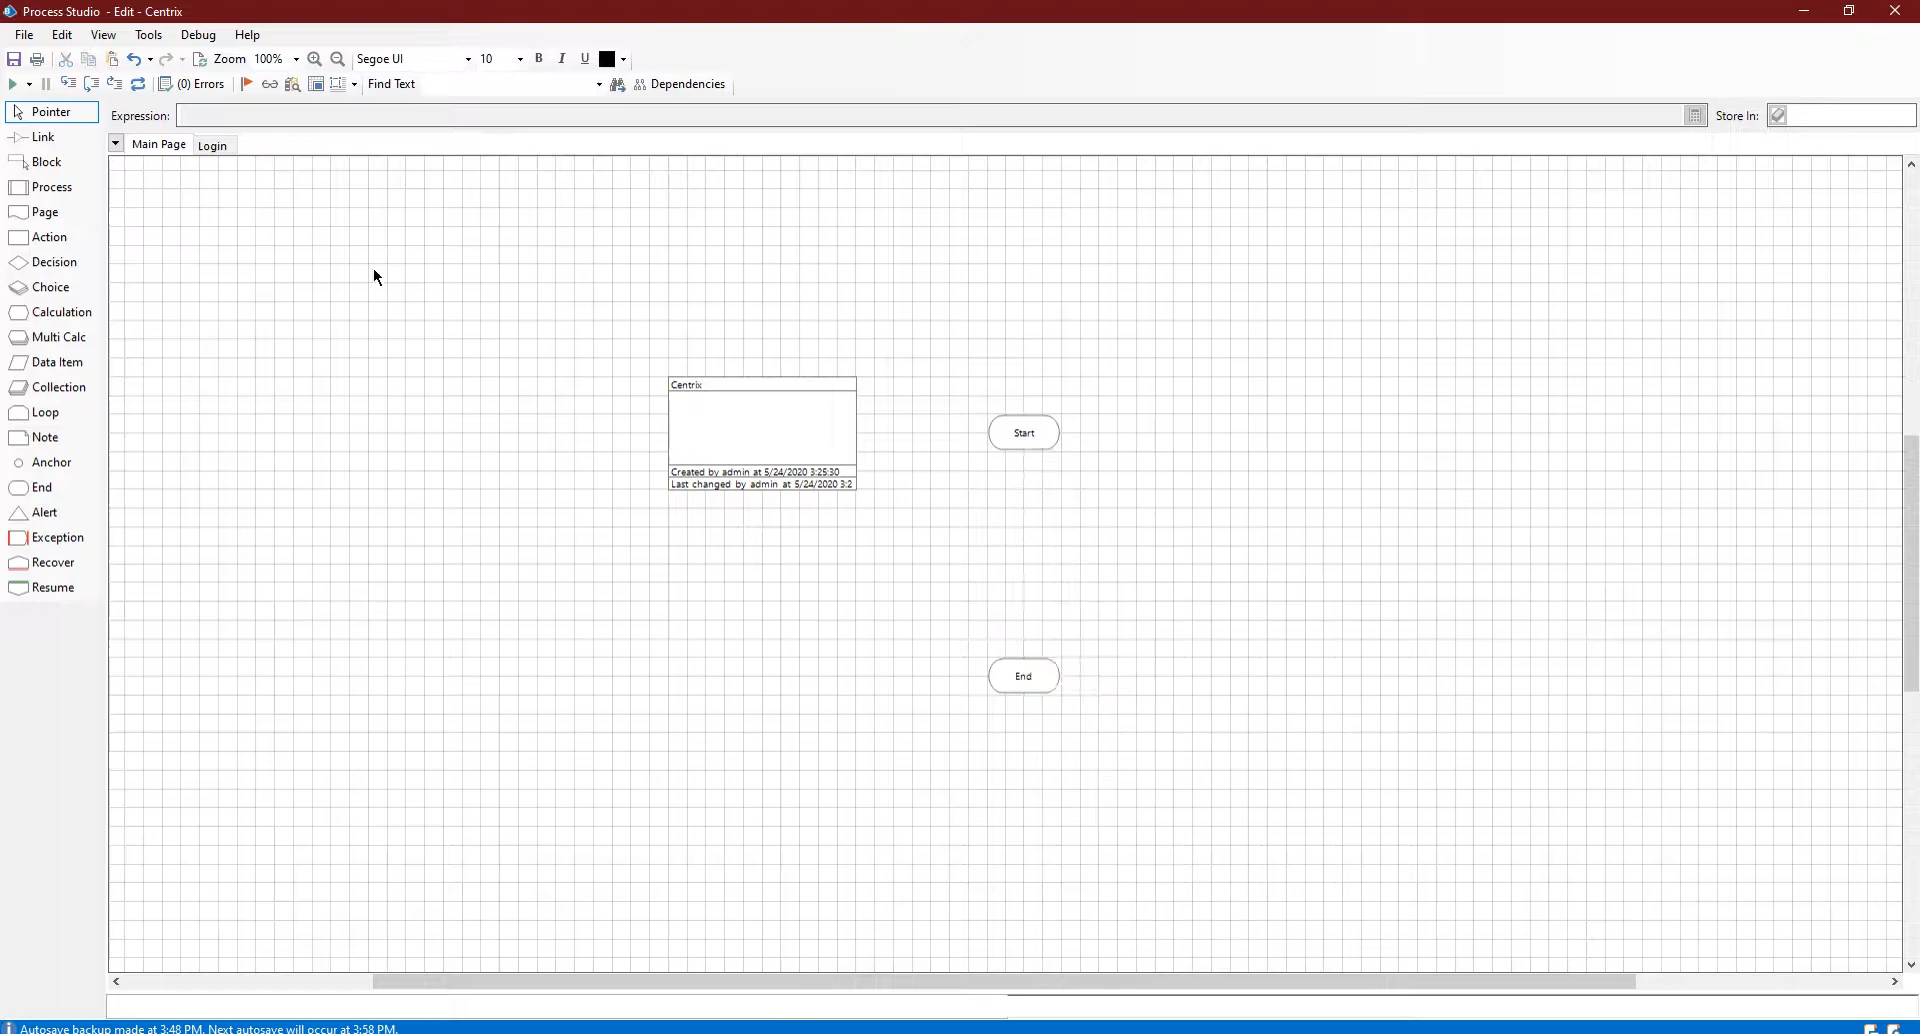 Process Studio - Edit - Centrix
File Edit View Tools Debug Help
Zoom 100% Segoe UI 10 B I U
(0) Errors Find Text Dependencies
Pointer
Expression: Store In:
Link
Main Page Login
Block
Process
Page
Action
Decision
Choice
Calculation
Multi Calc
Data Item
Collection
Loop
Note
Anchor
End
Alert
Exception
Recover
Resume
Centrix
Created by admin at 5/24/2020 3:25:30
Last changed by admin at 5/24/2020 3:2
Start
End
Autosave backup made at 3:48 PM. Next autosave will occur at 3:58 PM.